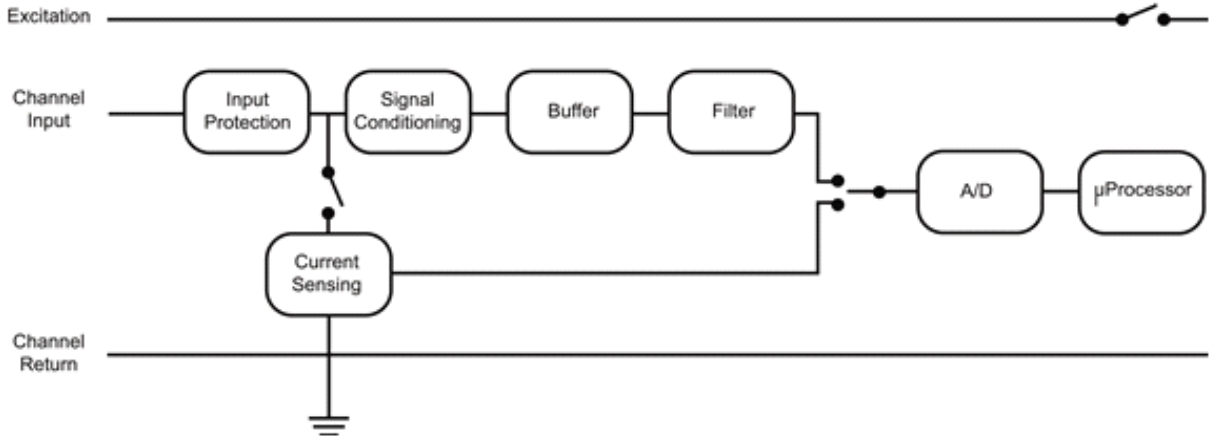 Excitation
Channel
Input
Input
Protection
Signal
Conditioning
Buffer
Filter
A/D
µProcessor
Current
Sensing
Channel
Return